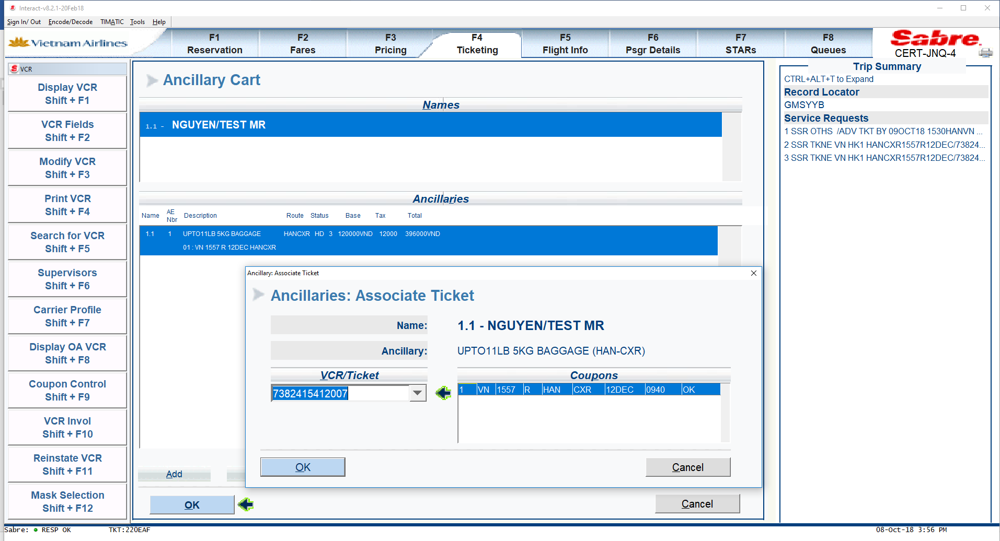 Interact-v8.2.1-20Feb18
Sign In/ Out Encode/Decode TIMATIC Tools Help
Vietnam Airlines
F1 Reservation
F2 Fares
F3 Pricing
F4 Ticketing
F5 Flight Info
F6 Psgr Details
F7 STARs
F8 Queues
Sabre.
CERT-JNQ-4
VCR
Display VCR
Shift + F1
VCR Fields
Shift + F2
Modify VCR
Shift + F3
Print VCR
Shift + F4
Search for VCR
Shift + F5
Supervisors
Shift + F6
Carrier Profile
Shift + F7
Display OA VCR
Shift + F8
Coupon Control
Shift + F9
VCR Invol
Shift + F10
Reinstate VCR
Shift + F11
Mask Selection
Shift + F12
Ancillary Cart
Names
1.1 - NGUYEN/TEST MR
Ancillaries
Name AE Nbr Description Route Status Base Tax Total
1.1 1 UPTO11LB 5KG BAGGAGE HANCXR HD 3 120000VND 12000 396000VND
01 : VN 1557 R 12DEC HANCXR
Ancillary: Associate Ticket
Ancillaries: Associate Ticket
Name: 1.1 - NGUYEN/TEST MR
Ancillary: UPTO11LB 5KG BAGGAGE (HAN-CXR)
VCR/Ticket Coupons
7382415412007 1 VN 1557 R HAN CXR 12DEC 0940 OK
OK Cancel
Add
OK Cancel
Trip Summary
CTRL+ALT+T to Expand
Record Locator
GMSYYB
Service Requests
1 SSR OTHS /ADV TKT BY 09OCT18 1530HANVN ...
2 SSR TKNE VN HK1 HANCXR1557R12DEC/73824...
3 SSR TKNE VN HK1 HANCXR1557R12DEC/73824...
Sabre: RESP OK TKT:220EAF 08-Oct-18 3:56 PM